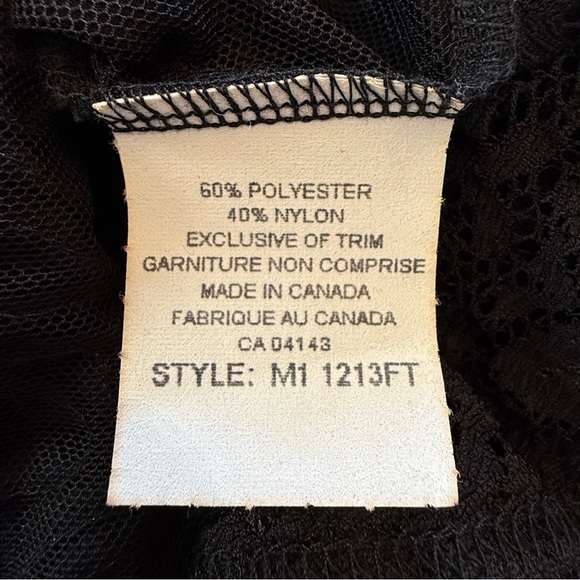 60% POLYESTER
40% NYLON
EXCLUSIVE OF TRIM
GARNITURE NON COMPRISE
MADE IN CANADA
FABRIQUE AU CANADA
CA 04143
STYLE: M1 1213FT